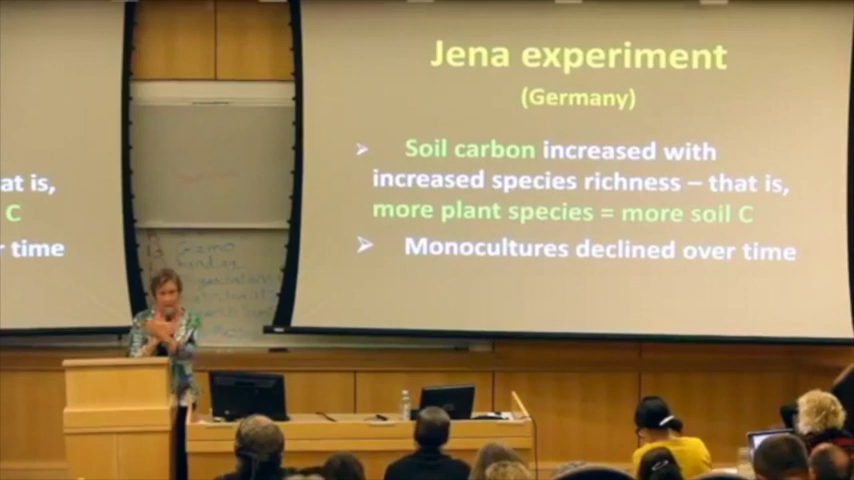 at is,
C
o time
Jena experiment
(Germany)
Soil carbon increased with
increased species richness – that is,
more plant species = more soil C
Monocultures declined over time
Gizmo